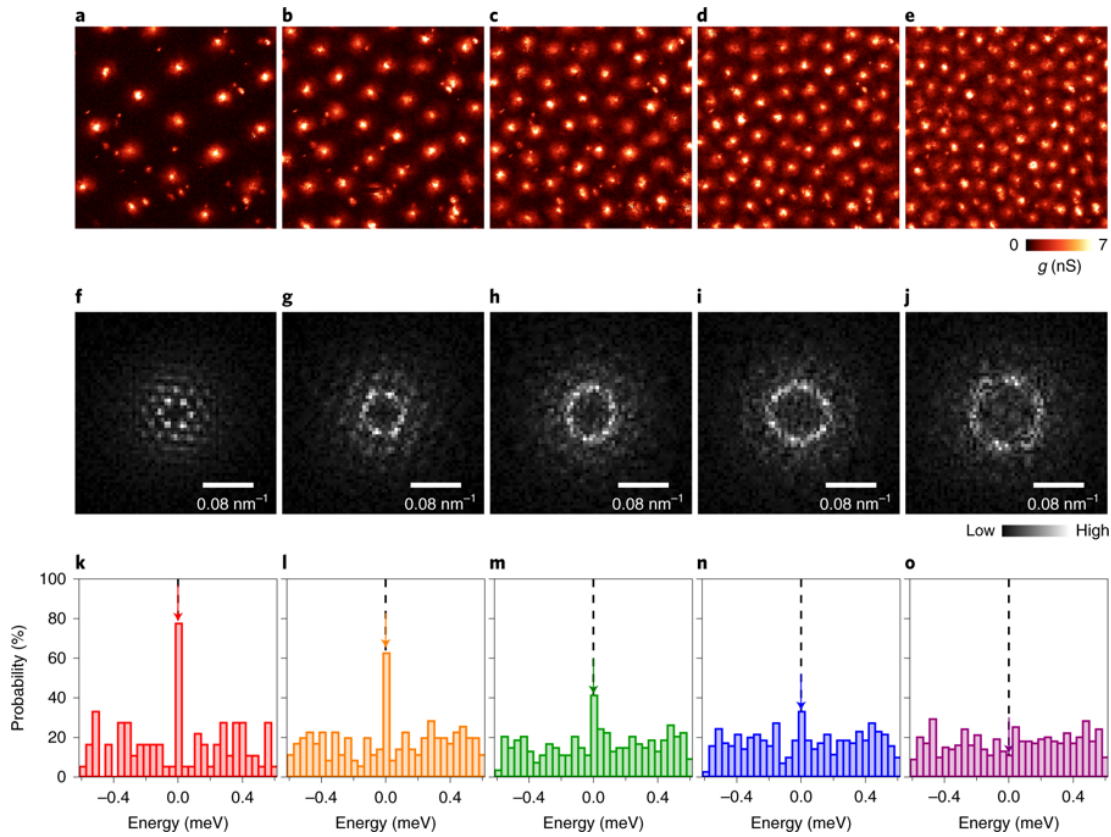 a b c d e
0 7
g (nS)
f g h i j
0.08 nm⁻¹ 0.08 nm⁻¹ 0.08 nm⁻¹ 0.08 nm⁻¹ 0.08 nm⁻¹
Low High
k l m n o
100
80
60
40
20
0
Probability (%)
−0.4 0.0 0.4 −0.4 0.0 0.4 −0.4 0.0 0.4 −0.4 0.0 0.4 −0.4 0.0 0.4
Energy (meV) Energy (meV) Energy (meV) Energy (meV) Energy (meV)